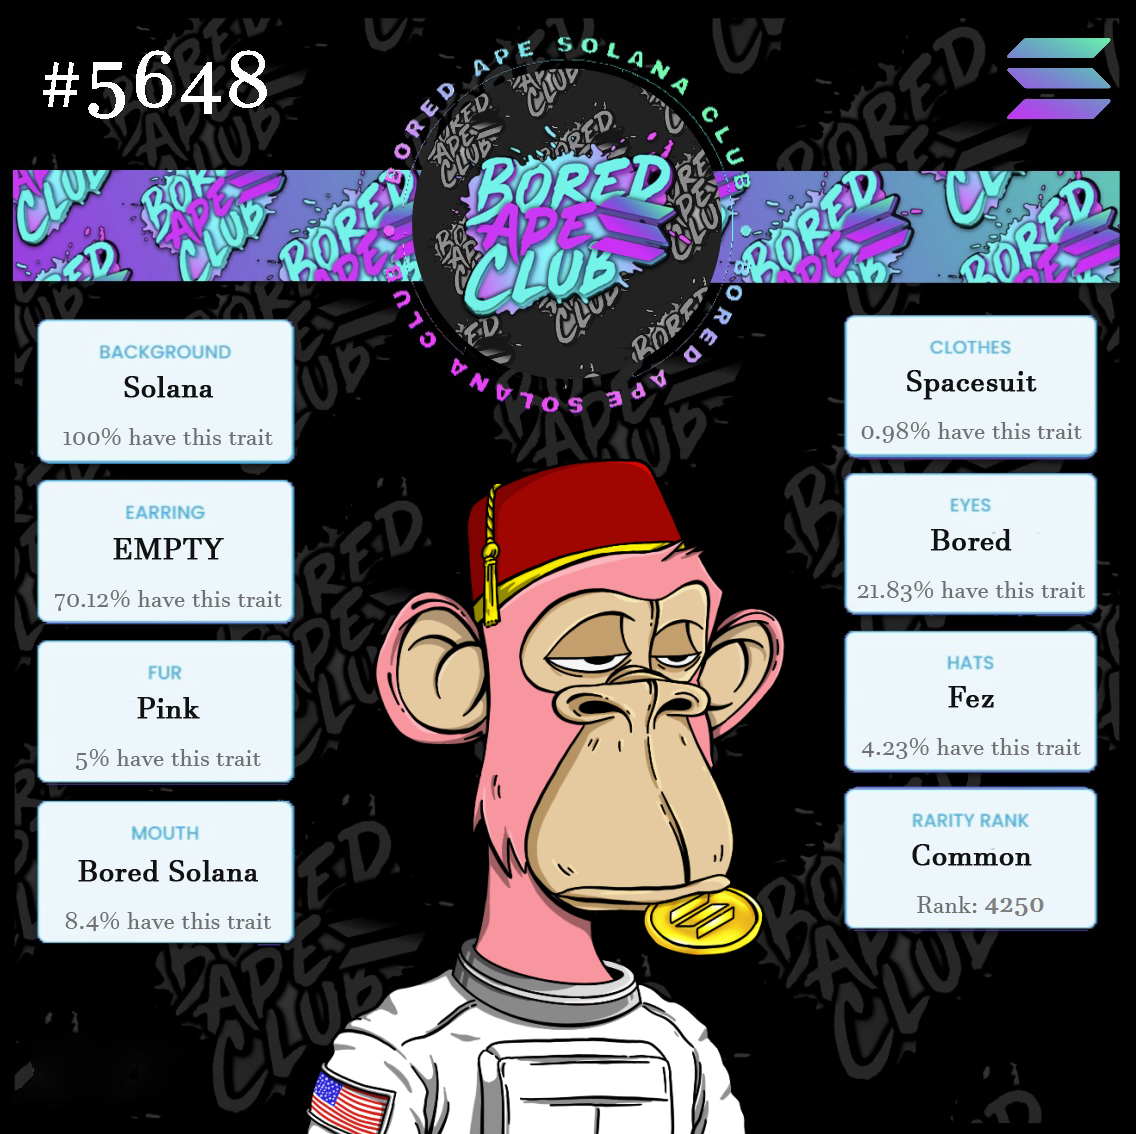 #5648
BORED APE SOLANA CLUB
BORED APE SOLANA CLUB
BORED
APE
CLUB
BACKGROUND
Solana
100% have this trait
EARRING
EMPTY
70.12% have this trait
FUR
Pink
5% have this trait
MOUTH
Bored Solana
8.4% have this trait
CLOTHES
Spacesuit
0.98% have this trait
EYES
Bored
21.83% have this trait
HATS
Fez
4.23% have this trait
RARITY RANK
Common
Rank: 4250